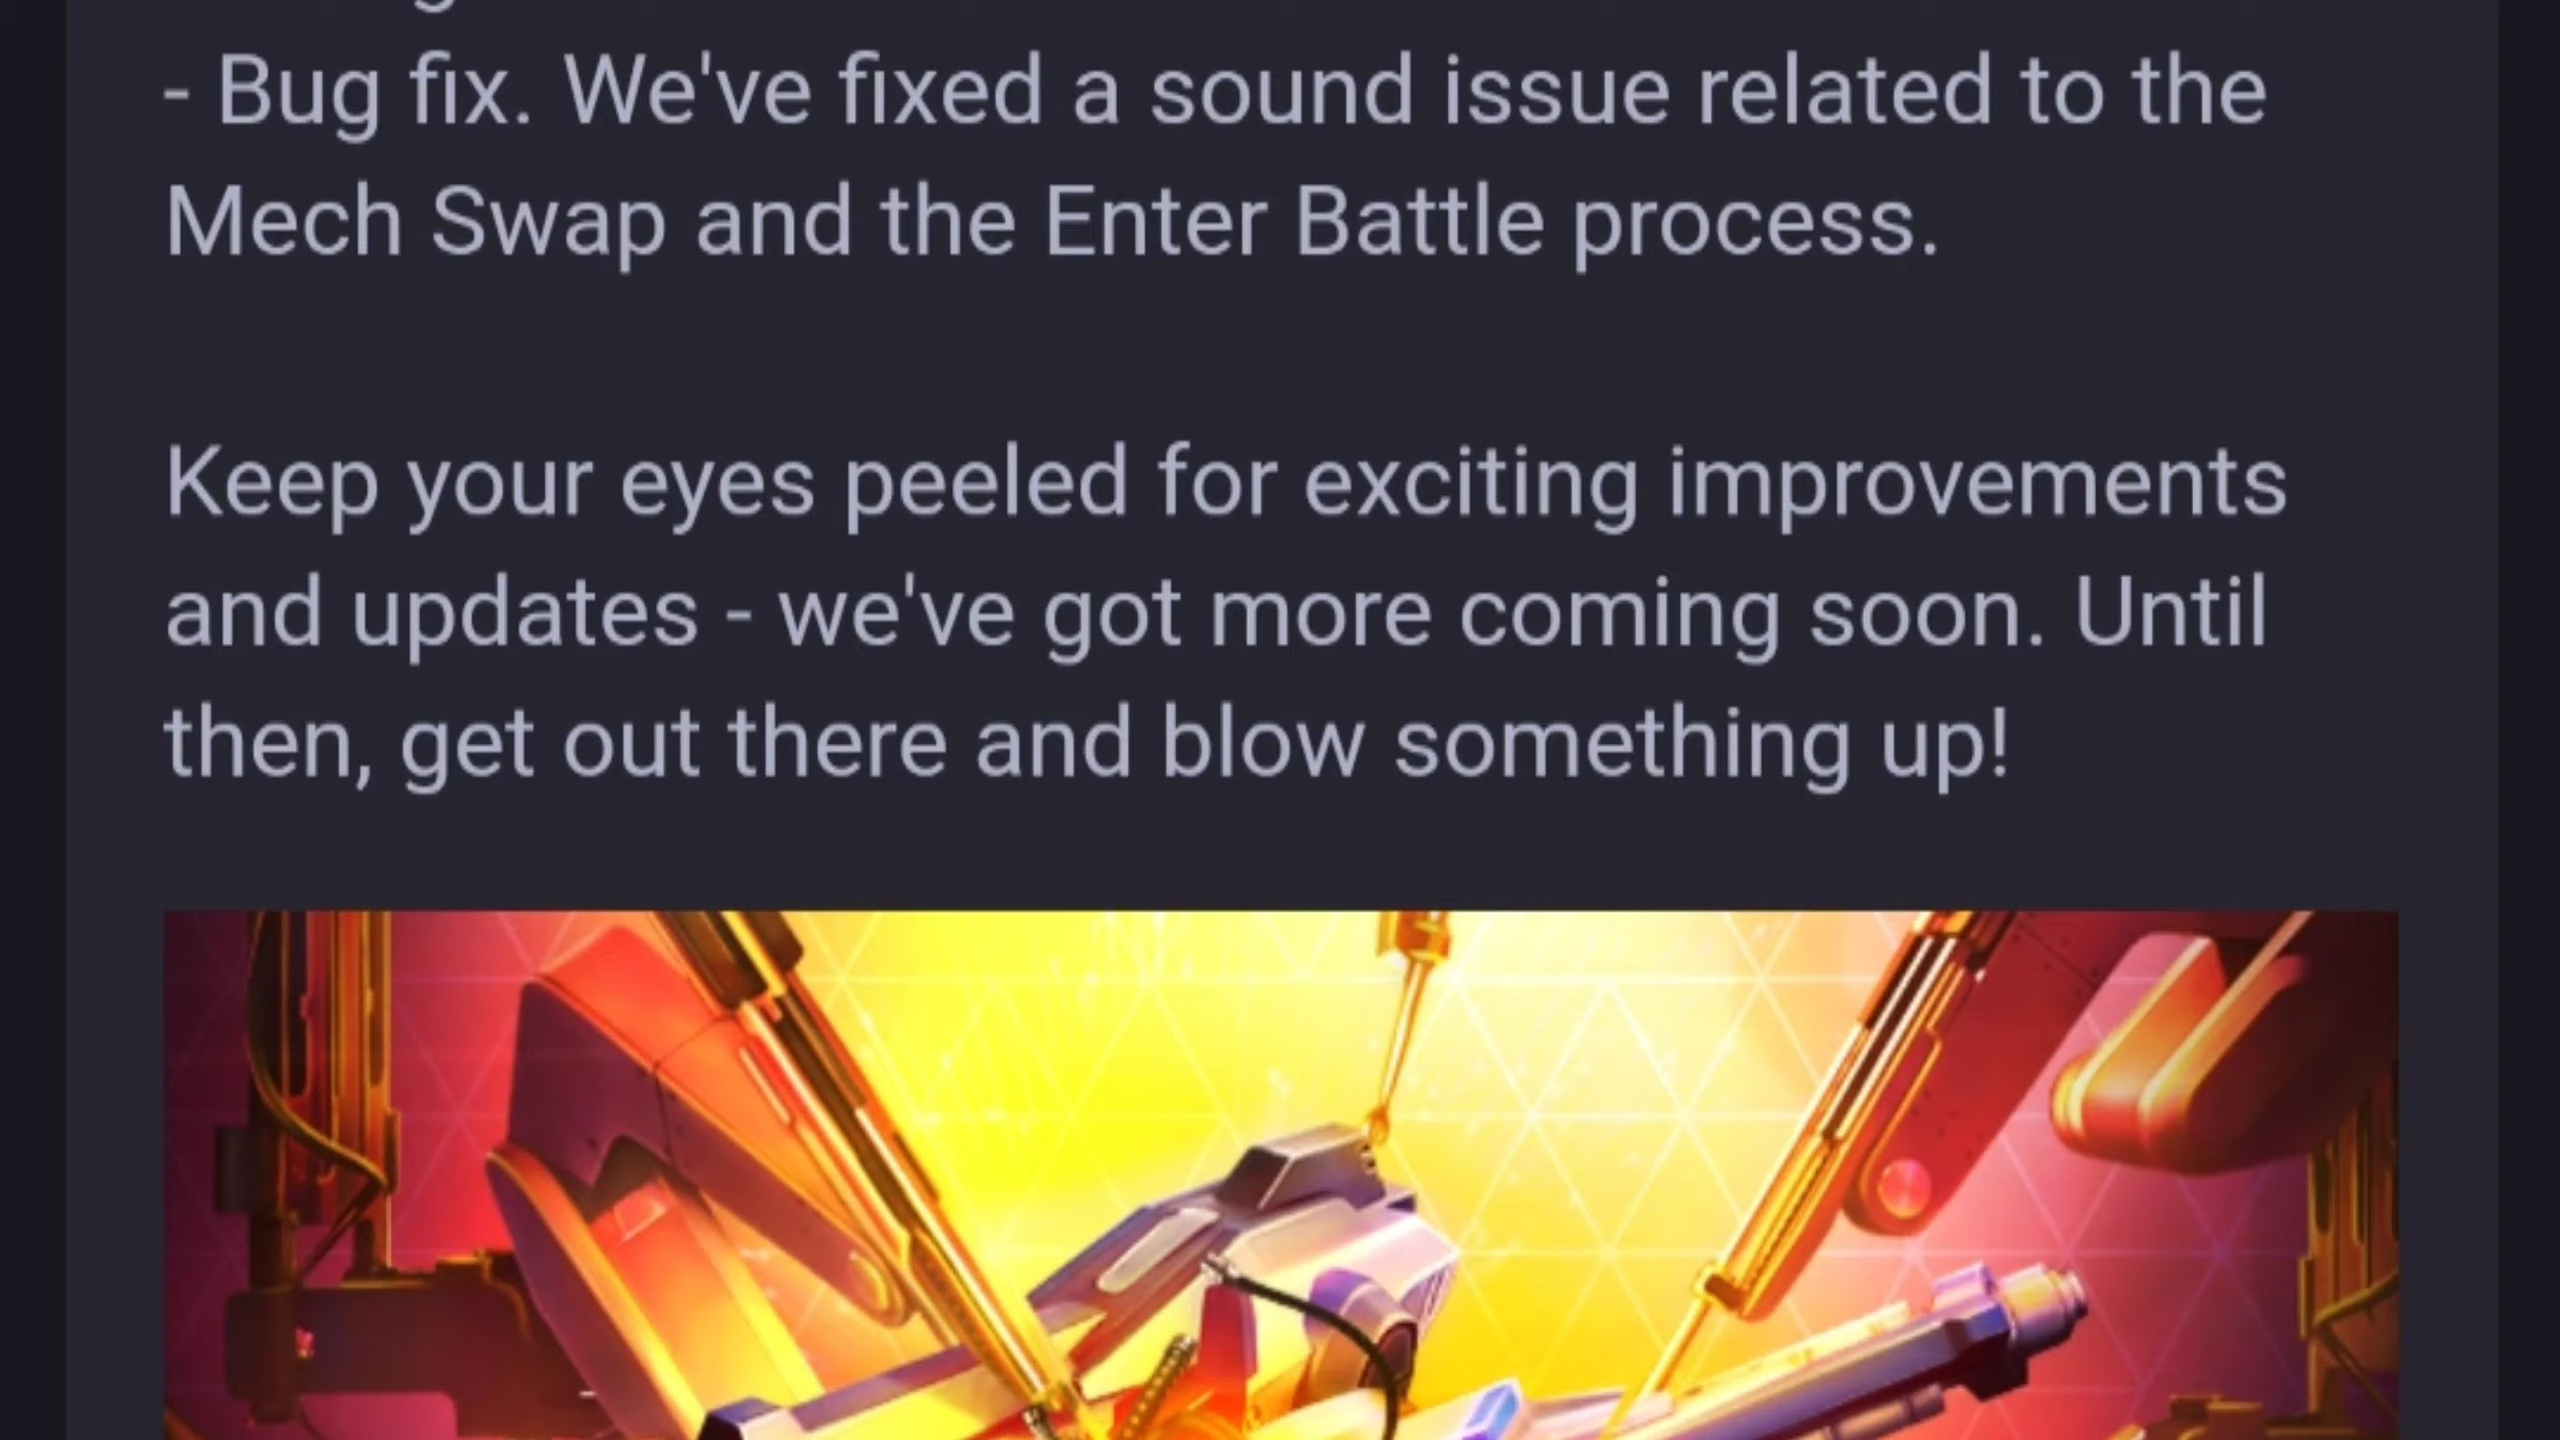 - Bug fix. We've fixed a sound issue related to the
Mech Swap and the Enter Battle process.
Keep your eyes peeled for exciting improvements
and updates - we've got more coming soon. Until
then, get out there and blow something up!